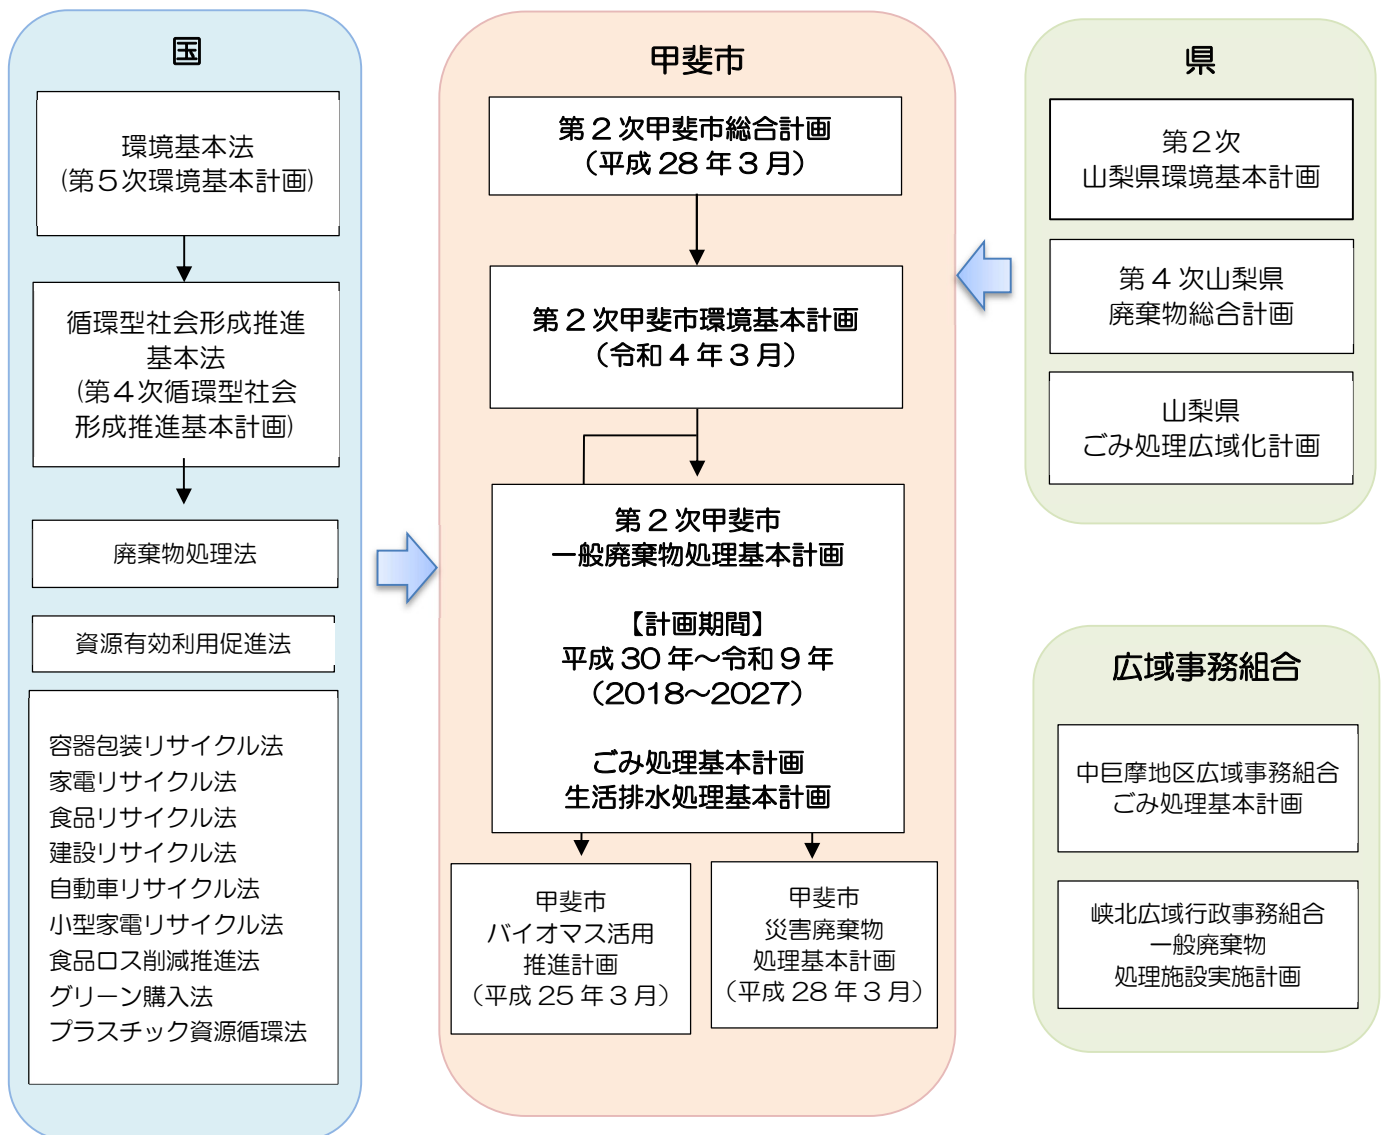 国
環境基本法
(第５次環境基本計画)
循環型社会形成推進
基本法
(第４次循環型社会
形成推進基本計画)
廃棄物処理法
資源有効利用促進法
容器包装リサイクル法
家電リサイクル法
食品リサイクル法
建設リサイクル法
自動車リサイクル法
小型家電リサイクル法
食品ロス削減推進法
グリーン購入法
プラスチック資源循環法
甲斐市
第２次甲斐市総合計画
（平成 28 年３月）
第２次甲斐市環境基本計画
（令和４年３月）
第２次甲斐市
一般廃棄物処理基本計画
【計画期間】
平成 30 年～令和９年
（2018～2027）
ごみ処理基本計画
生活排水処理基本計画
甲斐市
バイオマス活用
推進計画
（平成 25 年３月）
甲斐市
災害廃棄物
処理基本計画
（平成 28 年３月）
県
第２次
山梨県環境基本計画
第４次山梨県
廃棄物総合計画
山梨県
ごみ処理広域化計画
広域事務組合
中巨摩地区広域事務組合
ごみ処理基本計画
峡北広域行政事務組合
一般廃棄物
処理施設実施計画